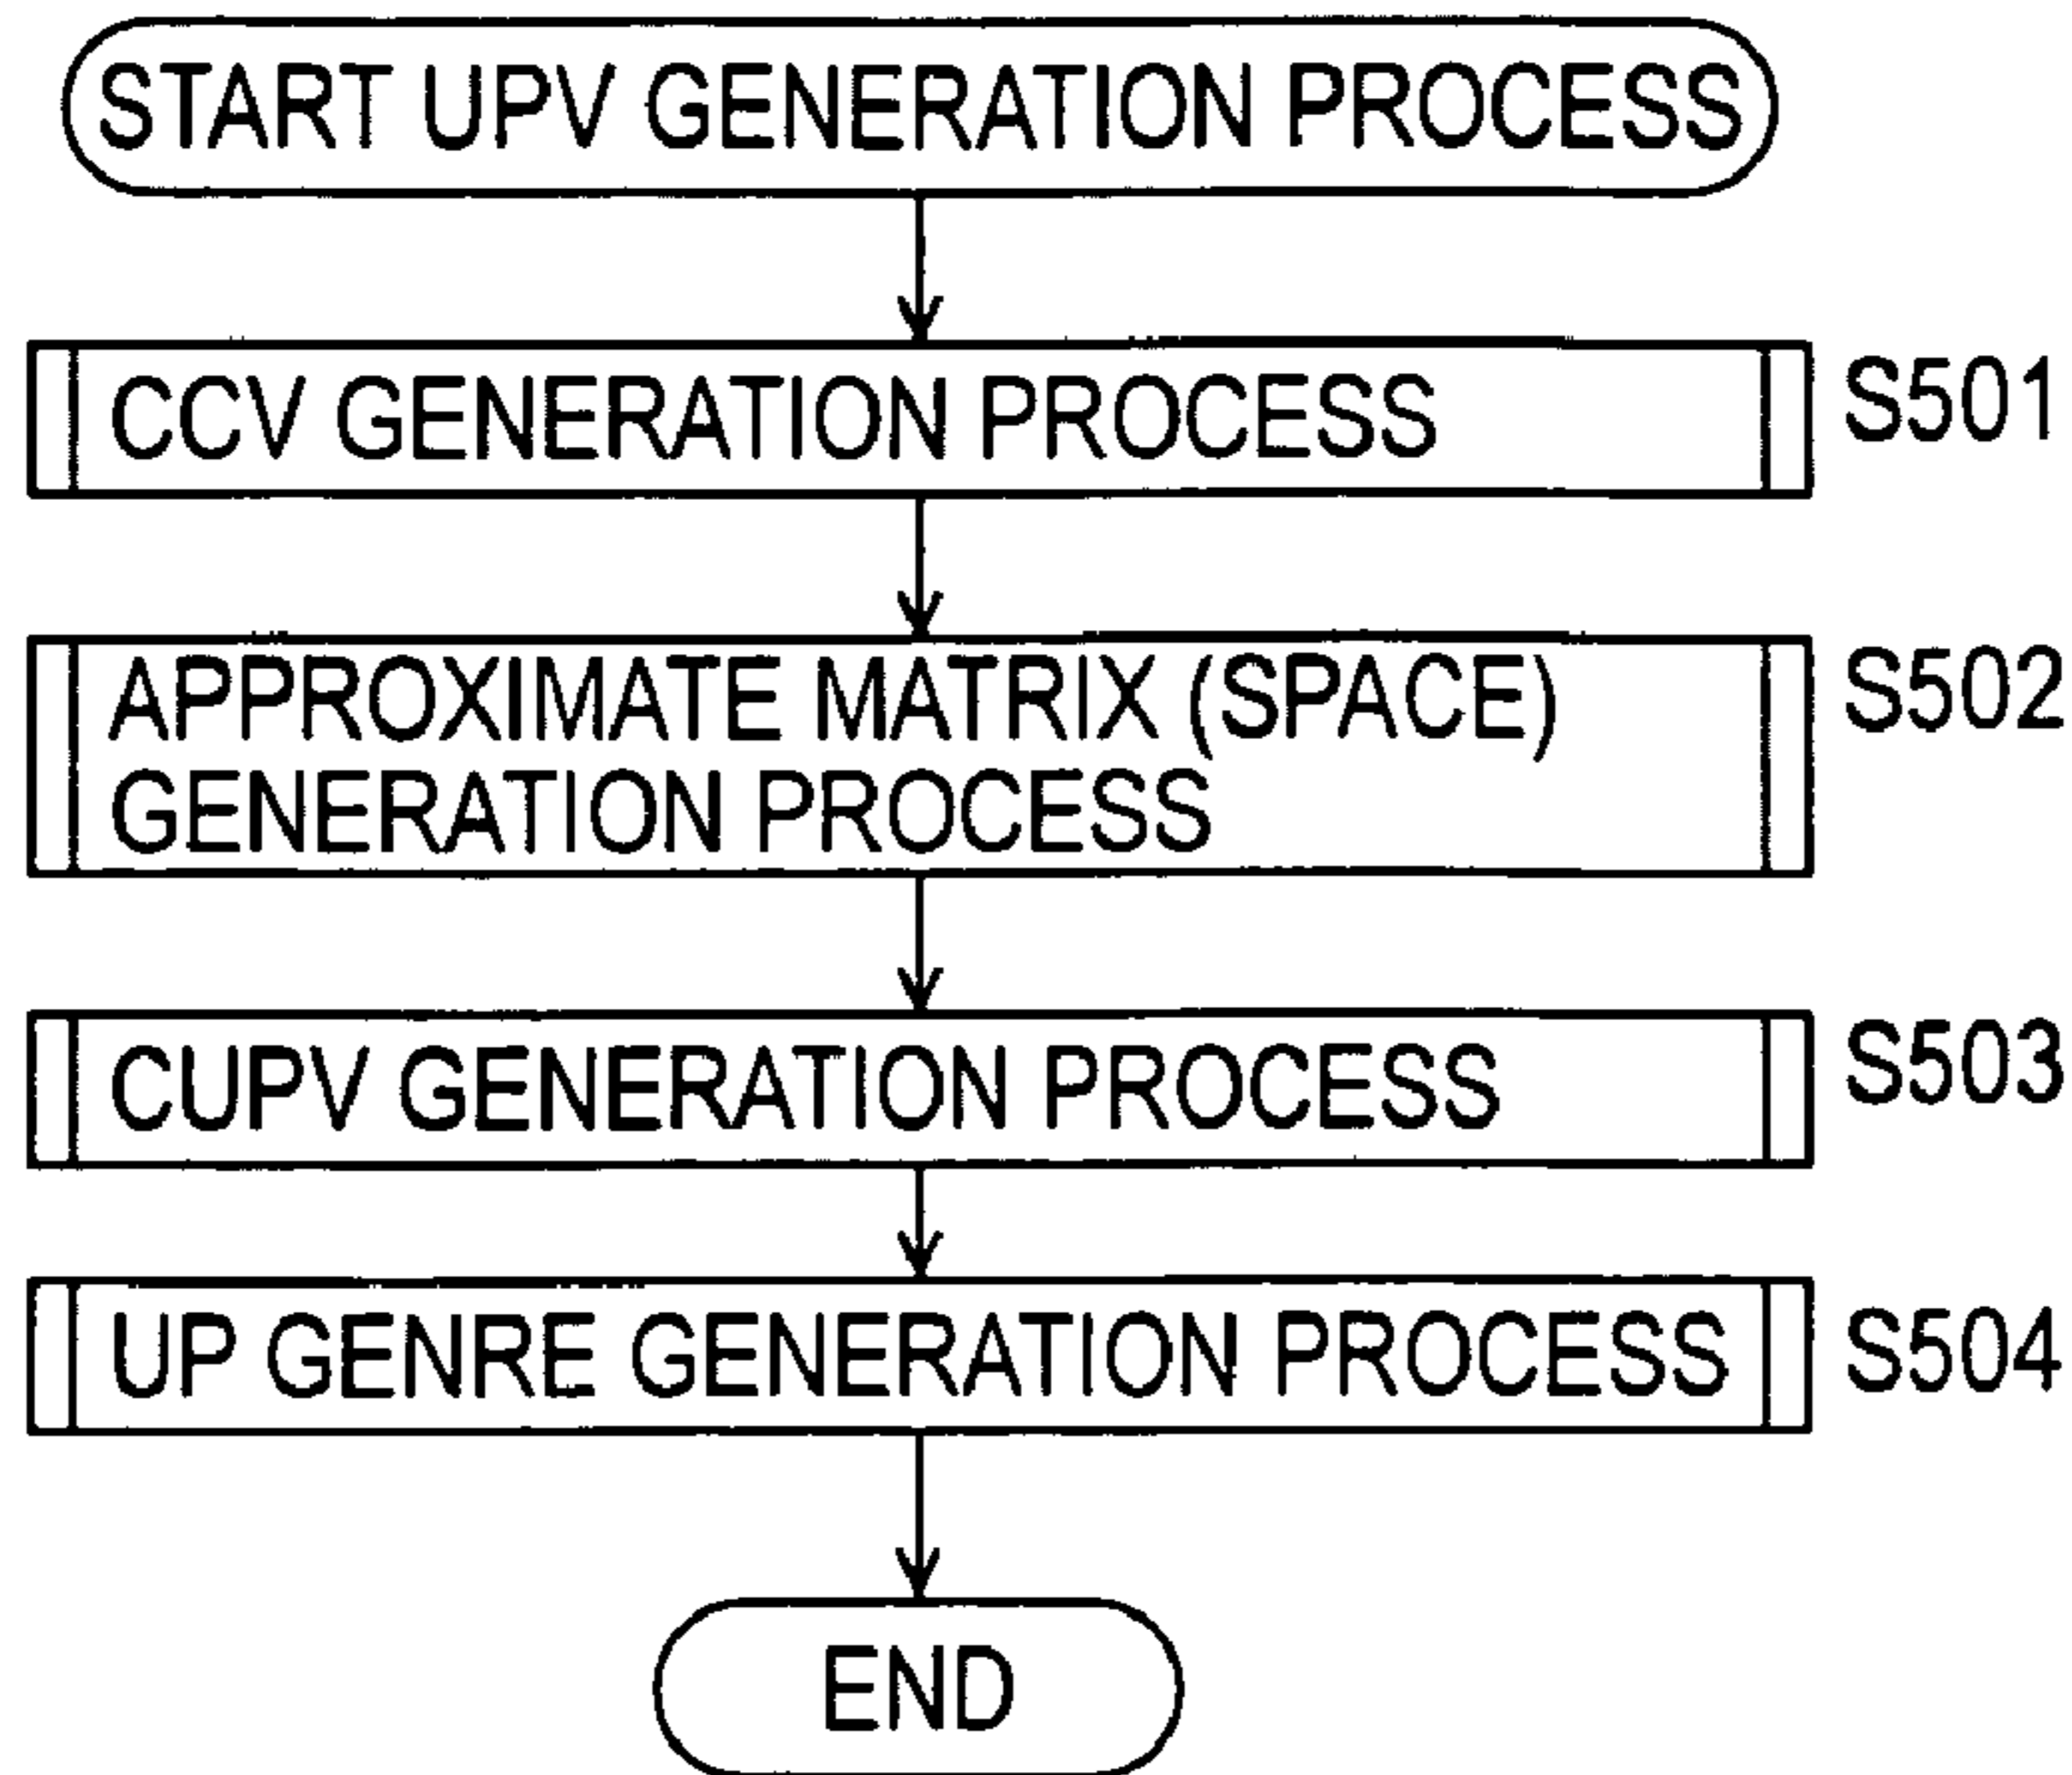 START UPV GENERATION PROCESS
CCV GENERATION PROCESS
S501
APPROXIMATE MATRIX (SPACE)
GENERATION PROCESS
S502
CUPV GENERATION PROCESS
S503
UP GENRE GENERATION PROCESS
S504
END